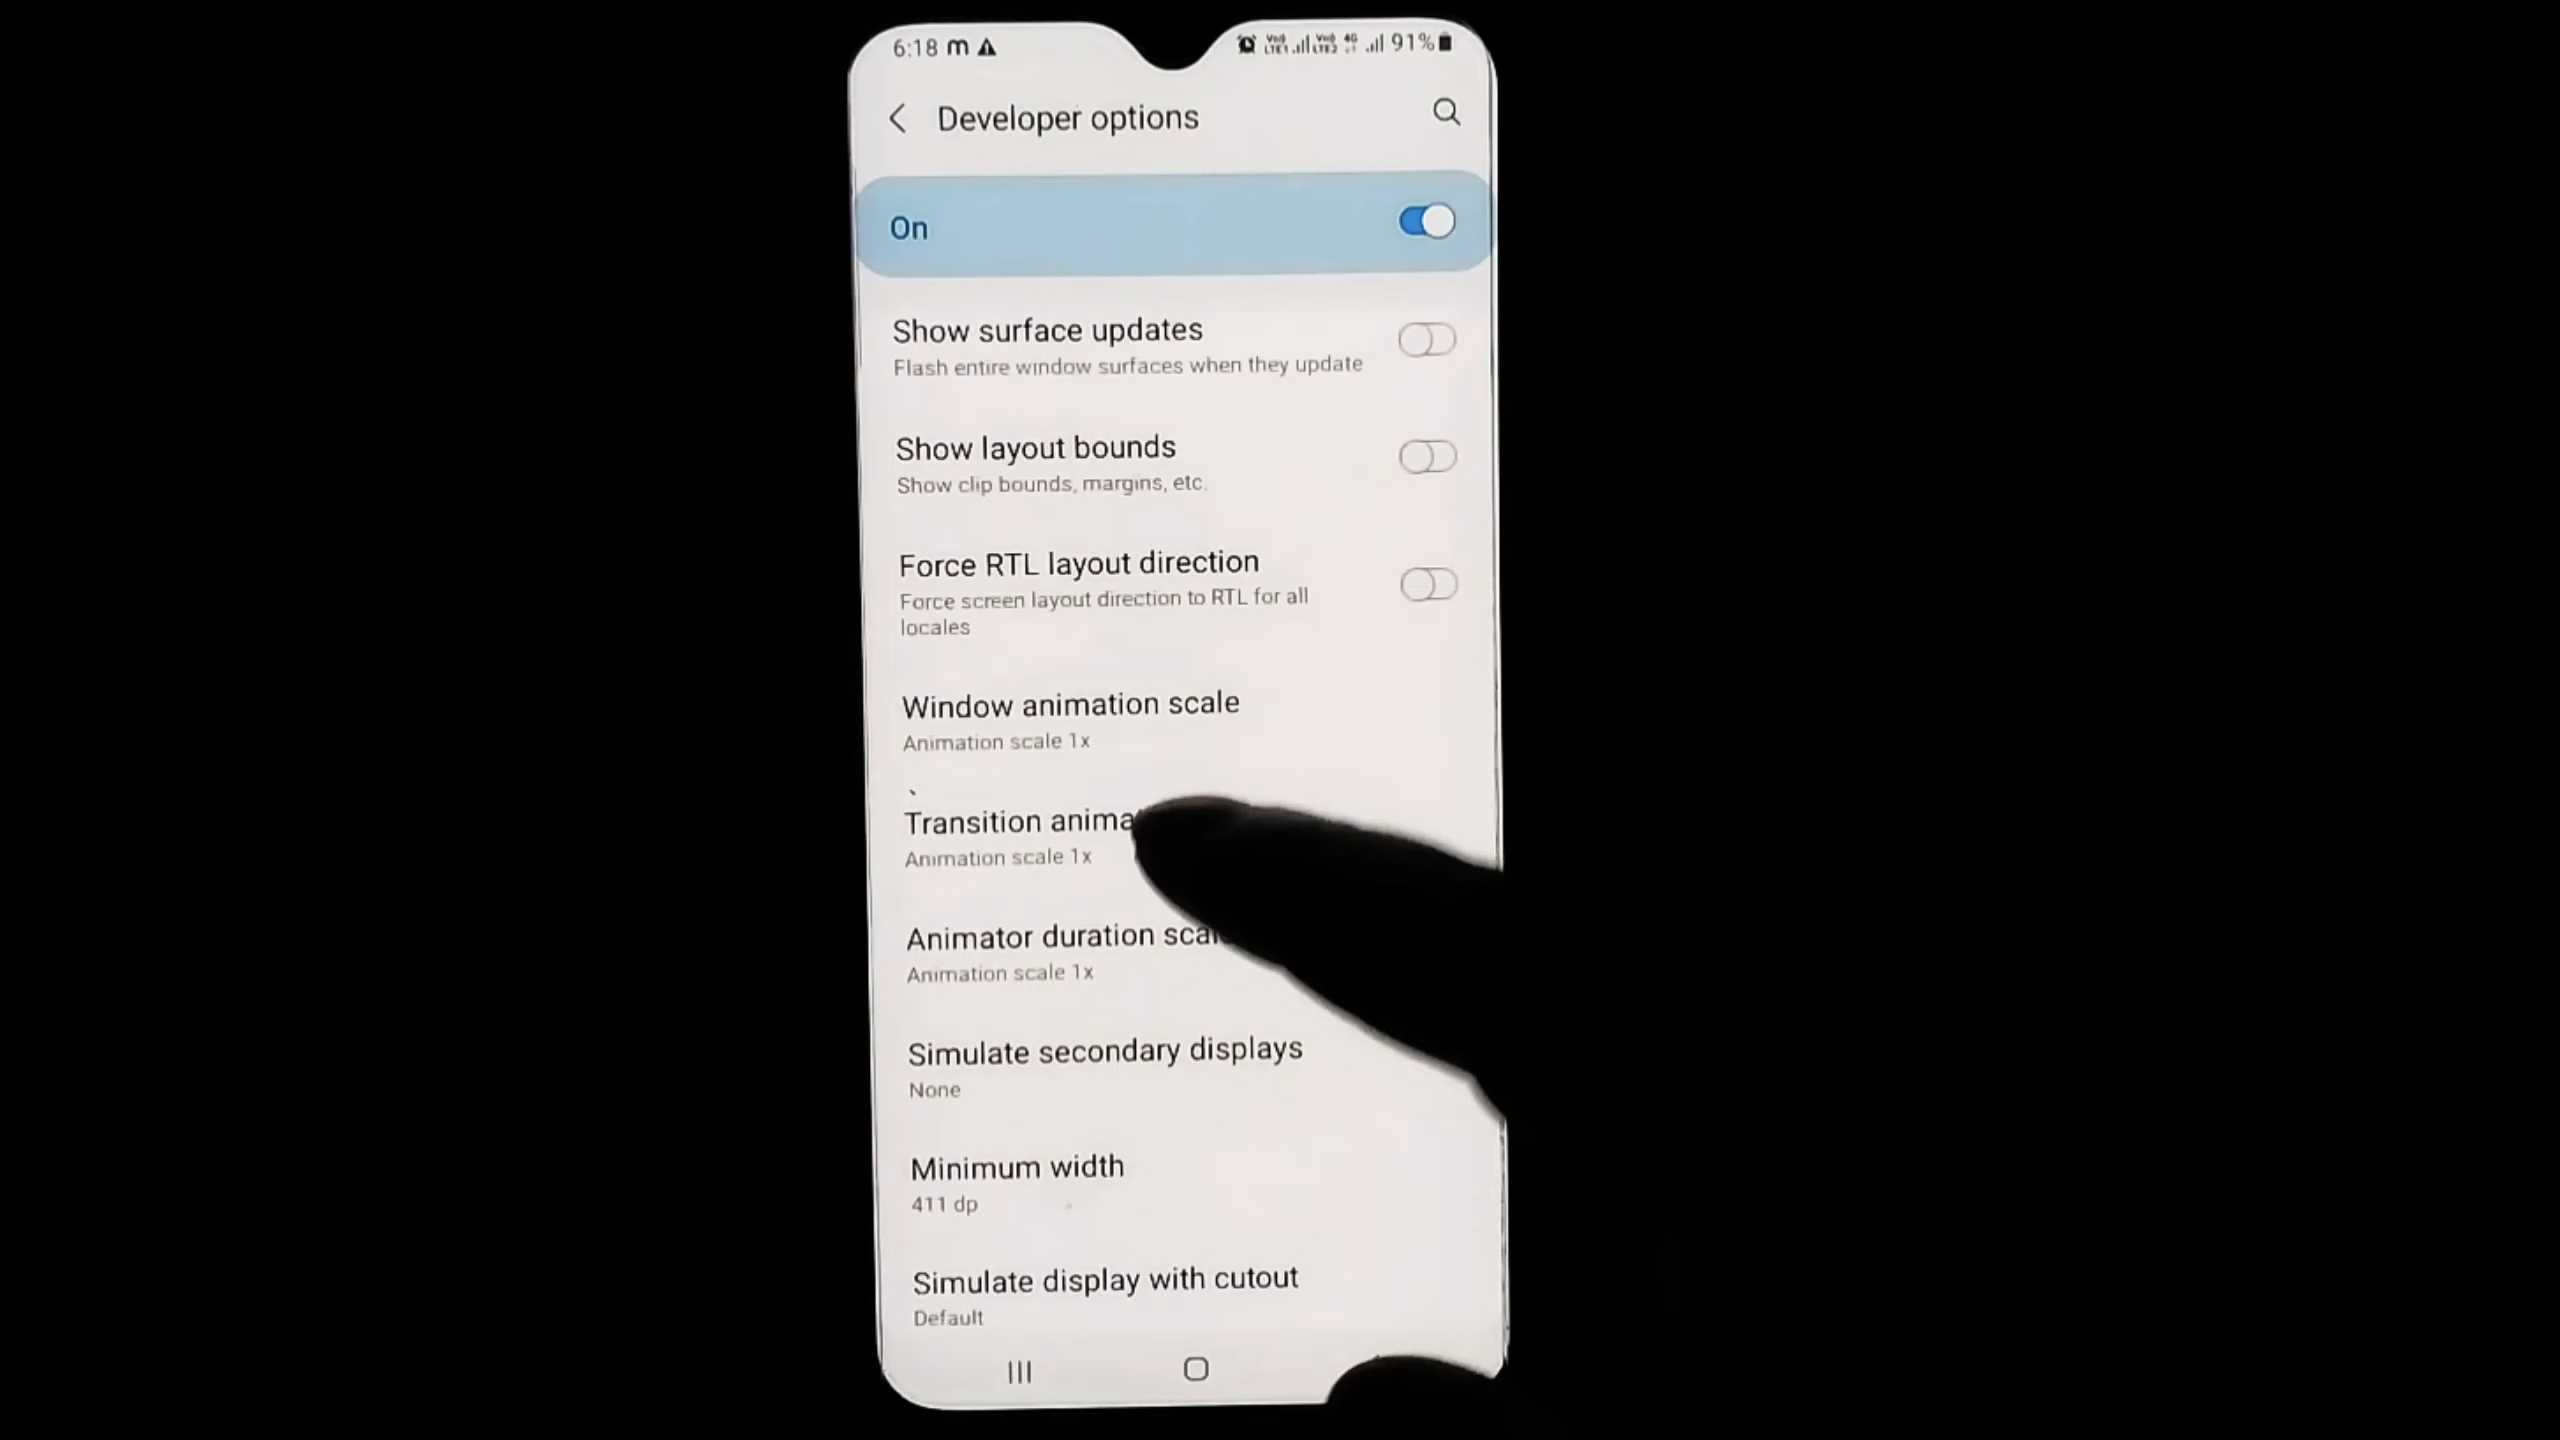 6:18 m
91%
Developer options
On
Show surface updates
Flash entire window surfaces when they update
Show layout bounds
Show clip bounds, margins, etc.
Force RTL layout direction
Force screen layout direction to RTL for all
locales
Window animation scale
Animation scale 1x
Transition anima
Animation scale 1x
Animator duration scal
Animation scale 1x
Simulate secondary displays
None
Minimum width
411 dp
Simulate display with cutout
Default